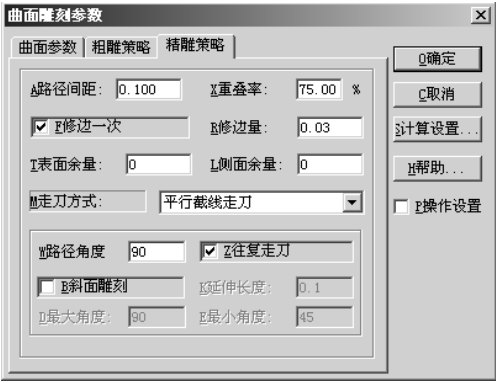 曲面雕刻参数
曲面参数 粗雕策略 精雕策略
A路径间距: 0.100 X重叠率: 75.00 %
F修边一次 R修边量: 0.03
T表面余量: 0 L侧面余量: 0
M走刀方式: 平行截线走刀
W路径角度 90 Z往复走刀
B斜面雕刻 K延伸长度: 0.1
D最大角度: 90 E最小角度: 45
O确定
C取消
S计算设置...
H帮助...
P操作设置